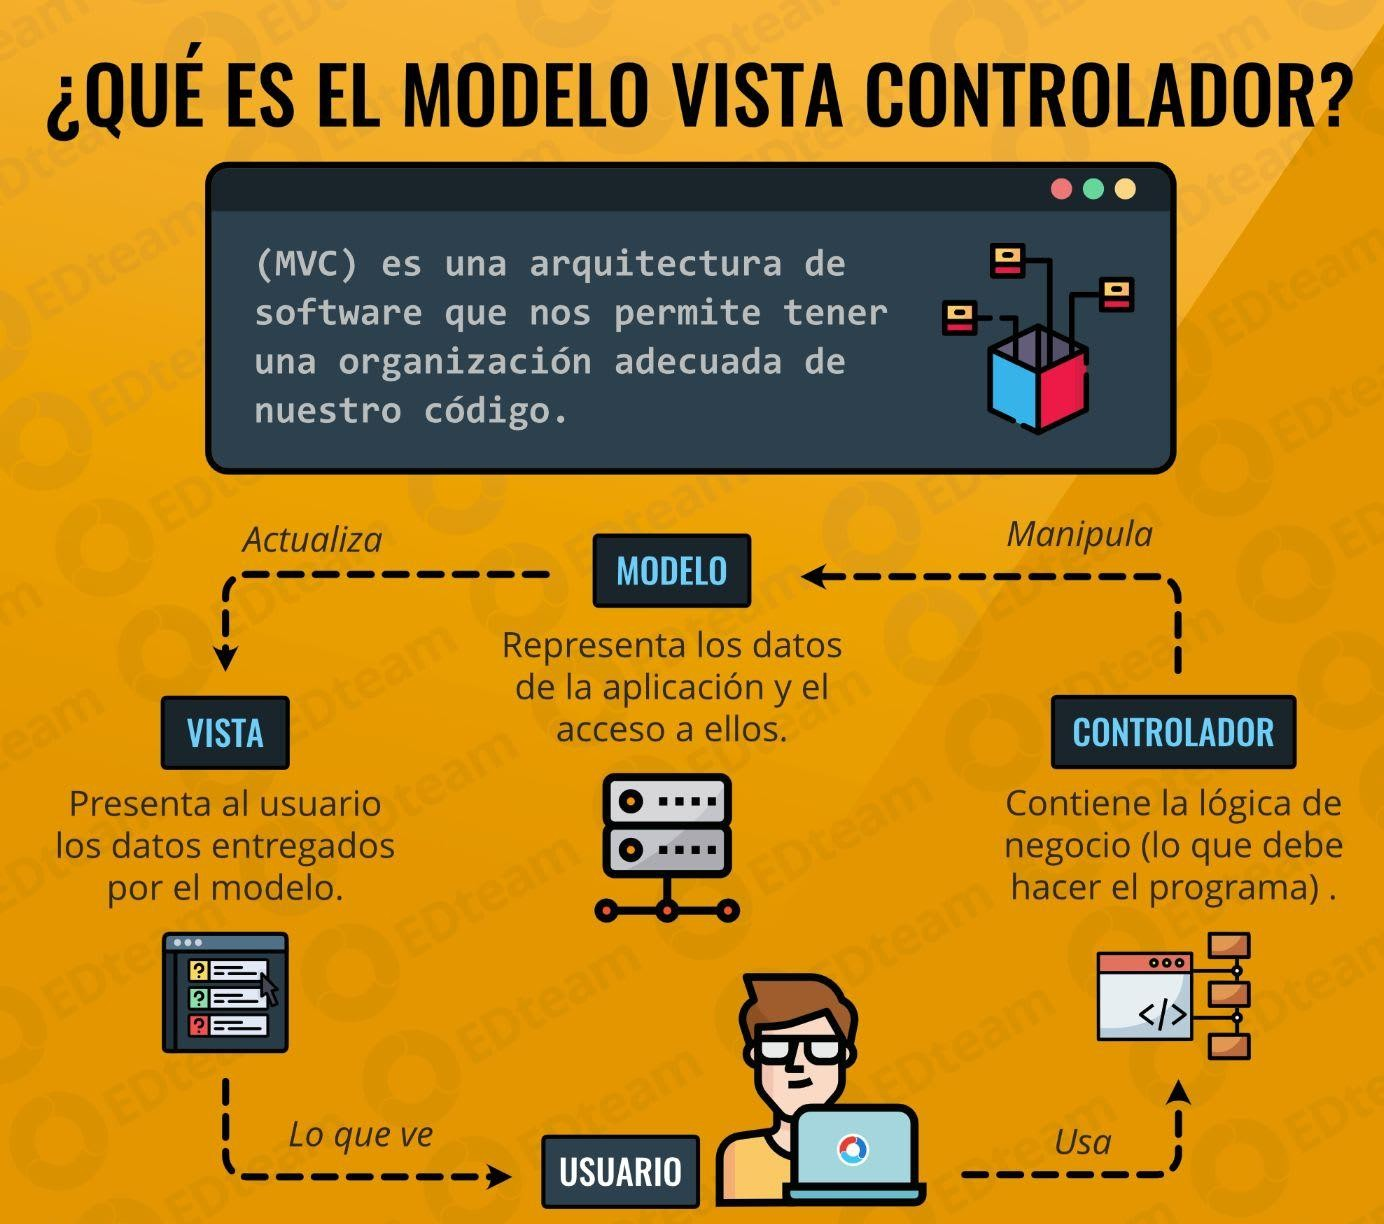 ¿QUÉ ES EL MODELO VISTA CONTROLADOR?
(MVC) es una arquitectura de
software que nos permite tener
una organización adecuada de
nuestro código.
Actualiza
MODELO
Manipula
Representa los datos
de la aplicación y el
acceso a ellos.
VISTA
Presenta al usuario
los datos entregados
por el modelo.
CONTROLADOR
Contiene la lógica de
negocio (lo que debe
hacer el programa) .
? 
?
?
</>
Lo que ve
USUARIO
Usa
EDteam